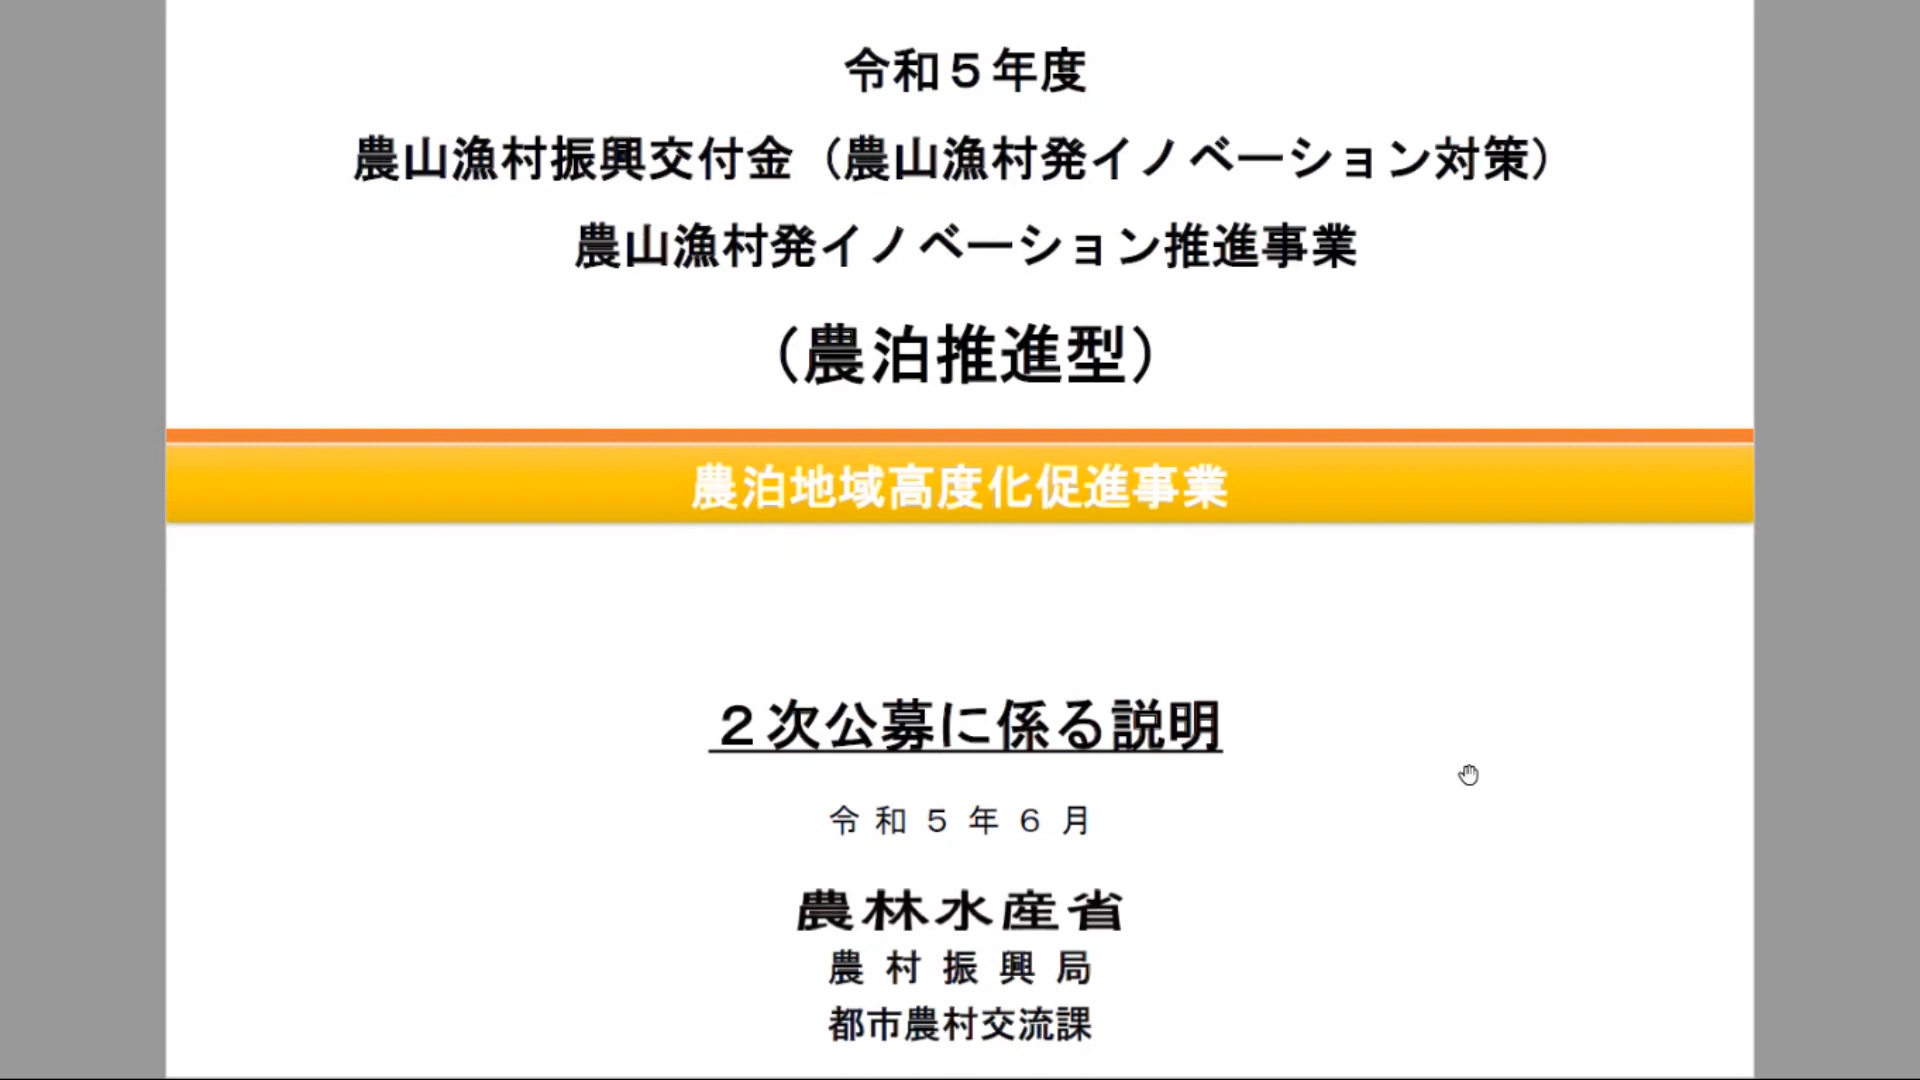 令和５年度
農山漁村振興交付金（農山漁村発イノベーション対策）
農山漁村発イノベーション推進事業
（農泊推進型）
農泊地域高度化促進事業
２次公募に係る説明
令和５年６月
農林水産省
農村振興局
都市農村交流課